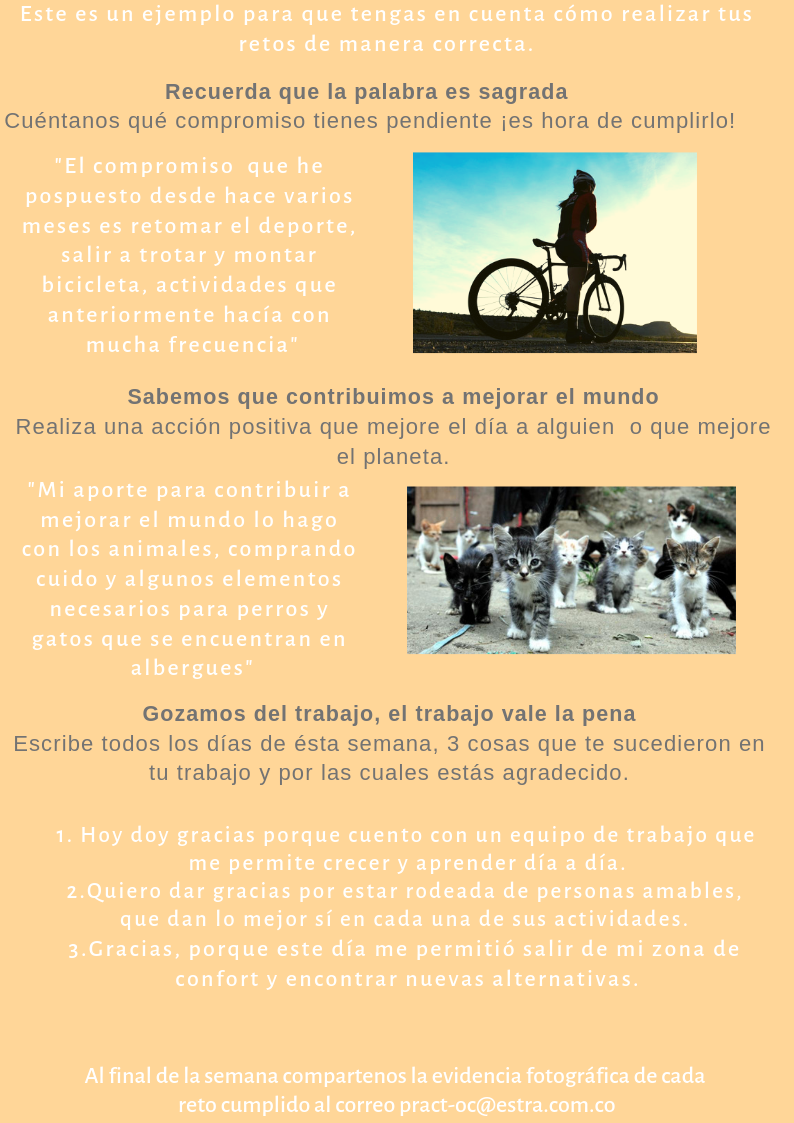 Este es un ejemplo para que tengas en cuenta cómo realizar tus
retos de manera correcta.
Recuerda que la palabra es sagrada
Cuéntanos qué compromiso tienes pendiente ¡es hora de cumplirlo!
"El compromiso que he
pospuesto desde hace varios
meses es retomar el deporte,
salir a trotar y montar
bicicleta, actividades que
anteriormente hacía con
mucha frecuencia"
Sabemos que contribuimos a mejorar el mundo
Realiza una acción positiva que mejore el día a alguien o que mejore
el planeta.
"Mi aporte para contribuir a
mejorar el mundo lo hago
con los animales, comprando
cuido y algunos elementos
necesarios para perros y
gatos que se encuentran en
albergues"
Gozamos del trabajo, el trabajo vale la pena
Escribe todos los días de ésta semana, 3 cosas que te sucedieron en
tu trabajo y por las cuales estás agradecido.
1. Hoy doy gracias porque cuento con un equipo de trabajo que
me permite crecer y aprender día a día.
2.Quiero dar gracias por estar rodeada de personas amables,
que dan lo mejor sí en cada una de sus actividades.
3.Gracias, porque este día me permitió salir de mi zona de
confort y encontrar nuevas alternativas.
Al final de la semana compartenos la evidencia fotográfica de cada
reto cumplido al correo pract-oc@estra.com.co